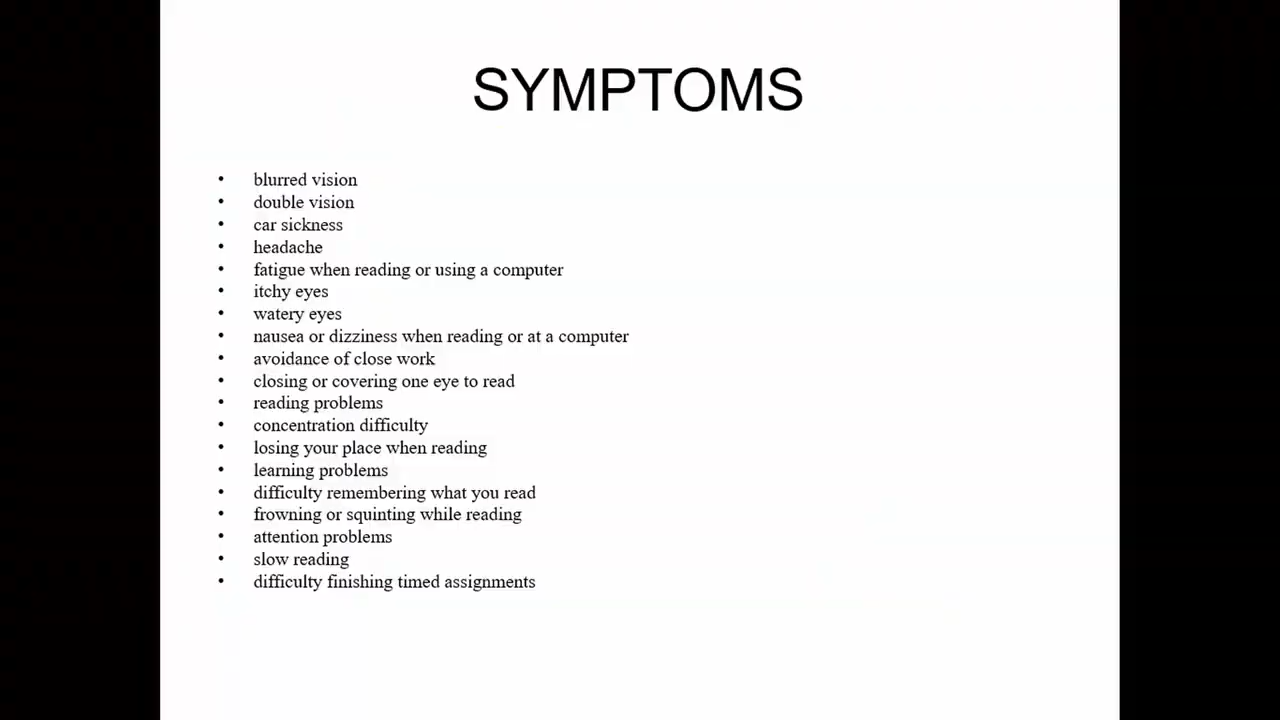 SYMPTOMS
• blurred vision
• double vision
• car sickness
• headache
• fatigue when reading or using a computer
• itchy eyes
• watery eyes
• nausea or dizziness when reading or at a computer
• avoidance of close work
• closing or covering one eye to read
• reading problems
• concentration difficulty
• losing your place when reading
• learning problems
• difficulty remembering what you read
• frowning or squinting while reading
• attention problems
• slow reading
• difficulty finishing timed assignments